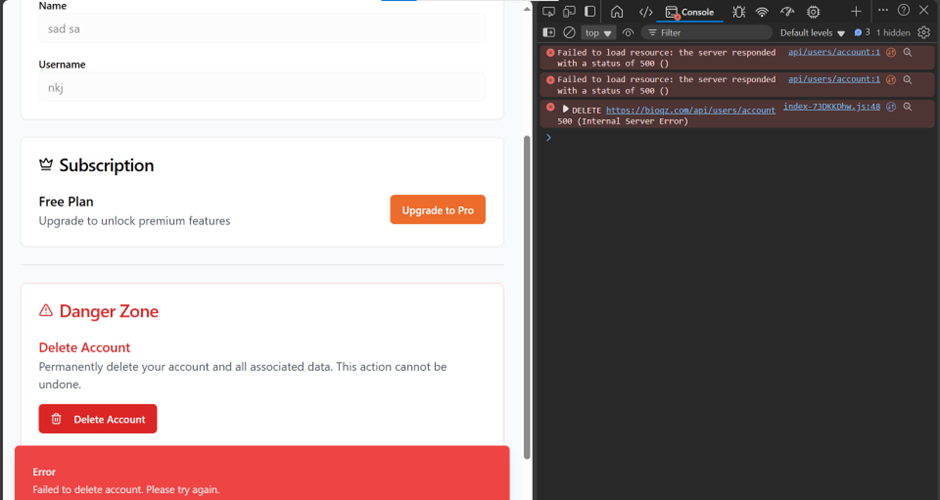 Name
sad sa
Username
nkj
Subscription
Free Plan
Upgrade to unlock premium features
Upgrade to Pro
Danger Zone
Delete Account
Permanently delete your account and all associated data. This action cannot be
undone.
Delete Account
Error
Failed to delete account. Please try again.
Console
top
Filter
Default levels
3
1 hidden
Failed to load resource: the server responded api/users/account:1
with a status of 500 ()
Failed to load resource: the server responded api/users/account:1
with a status of 500 ()
DELETE https://bioqz.com/api/users/account index-73DKKDhw.js:48
500 (Internal Server Error)